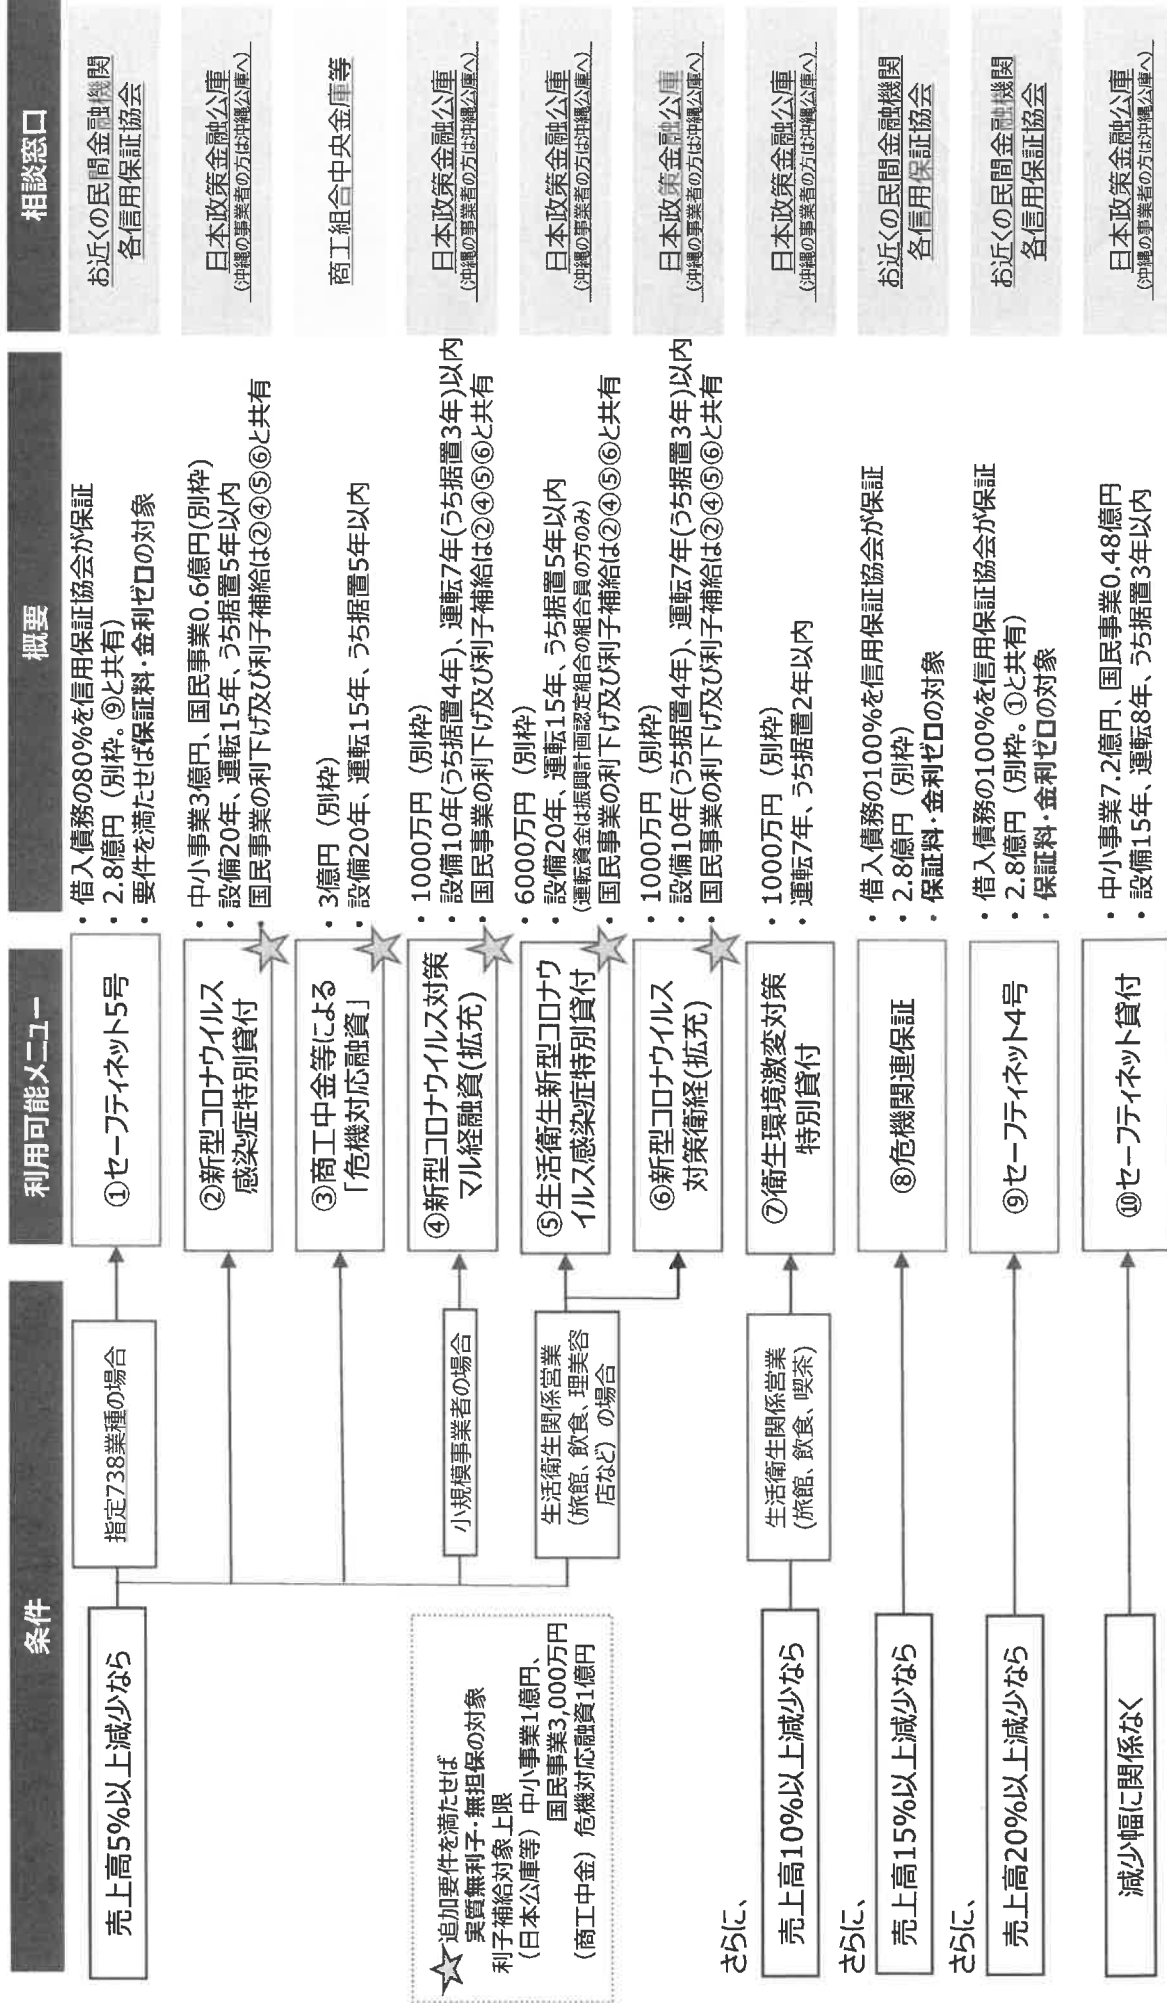 条件
利用可能メニュー
概要
相談窓口
売上高5%以上減少なら
指定738業種の場合
①セーフティネット5号
・借入債務の80%を信用保証協会が保証
・2.8億円（別枠。⑨と共有）
・要件を満たせば保証料・金利ゼロの対象
お近くの民間金融機関
各信用保証協会
②新型コロナウイルス
感染症特別貸付
・中小事業3億円、国民事業0.6億円(別枠)
・設備20年、運転15年、うち据置5年以内
・国民事業の利下げ及び利子補給は②④⑤⑥と共有
日本政策金融公庫
(沖縄の事業者の方は沖縄公庫へ)
③商工中金等による
「危機対応融資」
・3億円（別枠）
・設備20年、運転15年、うち据置5年以内
商工組合中央金庫等
小規模事業者の場合
④新型コロナウイルス対策
マル経融資(拡充)
・1000万円（別枠）
・設備10年(うち据置4年)、運転7年(うち据置3年)以内
・国民事業の利下げ及び利子補給は②④⑤⑥と共有
日本政策金融公庫
(沖縄の事業者の方は沖縄公庫へ)
生活衛生関係営業
（旅館、飲食、理美容
店など）の場合
⑤生活衛生新型コロナウ
イルス感染症特別貸付
・6000万円（別枠）
・設備20年、運転15年、うち据置5年以内
（運転資金は振興計画認定組合の組合員の方のみ）
・国民事業の利下げ及び利子補給は②④⑤⑥と共有
日本政策金融公庫
(沖縄の事業者の方は沖縄公庫へ)
⑥新型コロナウイルス
対策衛経(拡充)
・1000万円（別枠）
・設備10年(うち据置4年)、運転7年(うち据置3年)以内
・国民事業の利下げ及び利子補給は②④⑤⑥と共有
日本政策金融公庫
(沖縄の事業者の方は沖縄公庫へ)
追加要件を満たせば
実質無利子・無担保の対象
利子補給対象上限
（日本公庫等）中小事業1億円、
国民事業3,000万円
（商工中金）危機対応融資1億円
さらに、
売上高10%以上減少なら
生活衛生関係営業
(旅館、飲食、喫茶)
⑦衛生環境激変対策
特別貸付
・1000万円（別枠）
・運転7年、うち据置2年以内
日本政策金融公庫
(沖縄の事業者の方は沖縄公庫へ)
さらに、
売上高15%以上減少なら
⑧危機関連保証
・借入債務の100%を信用保証協会が保証
・2.8億円（別枠）
・保証料・金利ゼロの対象
お近くの民間金融機関
各信用保証協会
さらに、
売上高20%以上減少なら
⑨セーフティネット4号
・借入債務の100%を信用保証協会が保証
・2.8億円（別枠。①と共有）
・保証料・金利ゼロの対象
お近くの民間金融機関
各信用保証協会
減少幅に関係なく
⑩セーフティネット貸付
・中小事業7.2億円、国民事業0.48億円
・設備15年、運転8年、うち据置3年以内
日本政策金融公庫
(沖縄の事業者の方は沖縄公庫へ)